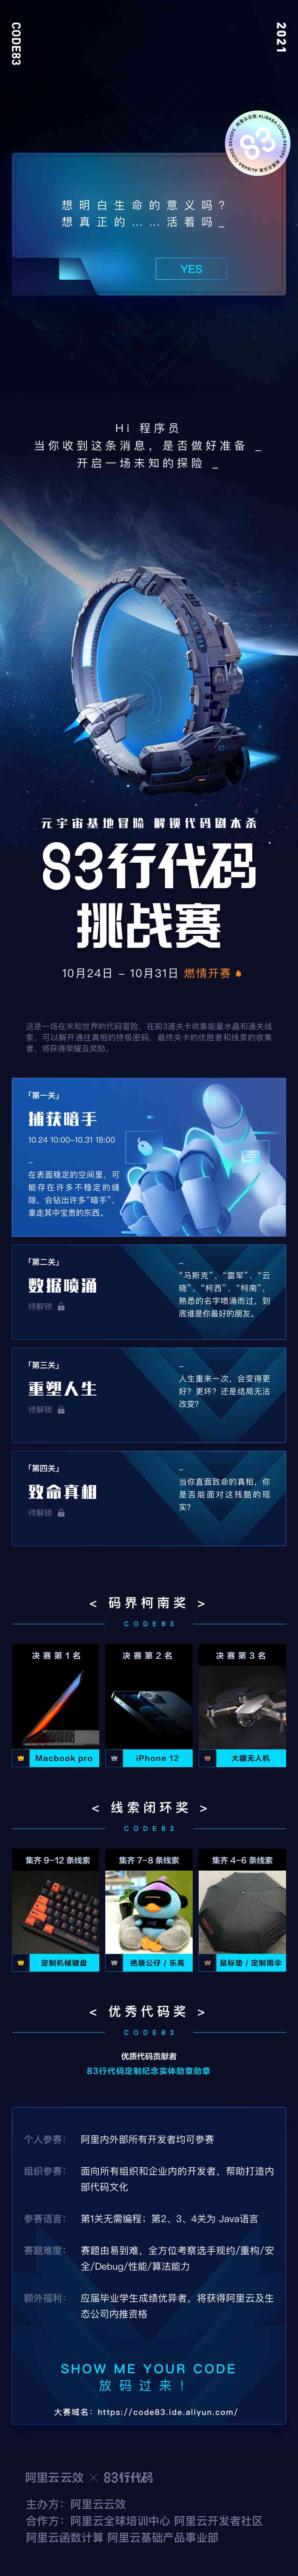 CODE83
2021
83
阿里云云效 ALIBABA CLOUD DEVOPS
想明白生命的意义吗？
想真正的……活着吗_
YES
Hi 程序员
当你收到这条消息，是否做好准备 _
开启一场未知的探险 _
元宇宙基地冒险 解锁代码剧本杀
83行代码
挑战赛
10月24日 – 10月31日 燃情开赛
这是一场在未知世界的代码冒险，在前3道关卡收集能量水晶和通关线
索，可以解开通往真相的终极密码，最终关卡的优胜者和线索的收集
者，将获得荣耀及奖励。
「第一关」
捕获暗手
10.24 10:00-10.31 18:00
–
在表面稳定的空间里，可
能存在许多不稳定的缝
隙，会钻出许多“暗手”，
拿走其中宝贵的东西。
「第二关」
数据喷涌
待解锁
–
“马斯克”、“雷军”、“云
晓”、“柯西”、“柯南”，
熟悉的名字喷涌而过，到
底谁是你最好的朋友。
「第三关」
重塑人生
待解锁
–
人生重来一次，会变得更
好？更坏？还是结局无法
改变？
「第四关」
致命真相
待解锁
–
当你直面致命的真相，你
是否能面对这残酷的现
实？
< 码界柯南奖 >
CODE83
决赛第1名
决赛第2名
决赛第3名
Macbook pro
iPhone 12
大疆无人机
< 线索闭环奖 >
CODE83
集齐 9-12 条线索
集齐 7-8 条线索
集齐 4-6 条线索
定制机械键盘
绝版公仔 / 乐高
鼠标垫 / 定制雨伞
< 优秀代码奖 >
CODE83
优质代码贡献者
83行代码定制纪念实体勋章勋章
个人参赛： 阿里内外部所有开发者均可参赛
组织参赛： 面向所有组织和企业内的开发者，帮助打造内
部代码文化
参赛语言： 第1关无需编程；第2、3、4关为 Java语言
赛题难度： 赛题由易到难，全方位考察选手规约/重构/安
全/Debug/性能/算法能力
额外福利： 应届毕业学生成绩优异者，将获得阿里云及生
态公司内推资格
SHOW ME YOUR CODE
放码过来！
大赛域名：https://code83.ide.aliyun.com/
阿里云云效 × 83行代码
主办方：阿里云云效
合作方：阿里云全球培训中心 阿里云开发者社区
阿里云函数计算 阿里云基础产品事业部